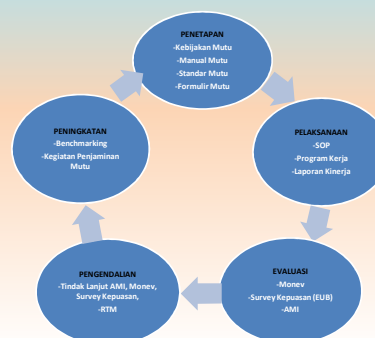 PENETAPAN
-Kebijakan Mutu
-Manual Mutu
-Standar Mutu
-Formulir Mutu
PELAKSANAAN
-SOP
-Program Kerja
-Laporan Kinerja
EVALUASI
-Monev
-Survey Kepuasan (EUB)
-AMI
PENGENDALIAN
-Tindak Lanjut AMI, Monev,
Survey Kepuasan,
-RTM
PENINGKATAN
-Benchmarking
-Kegiatan Penjaminan
Mutu